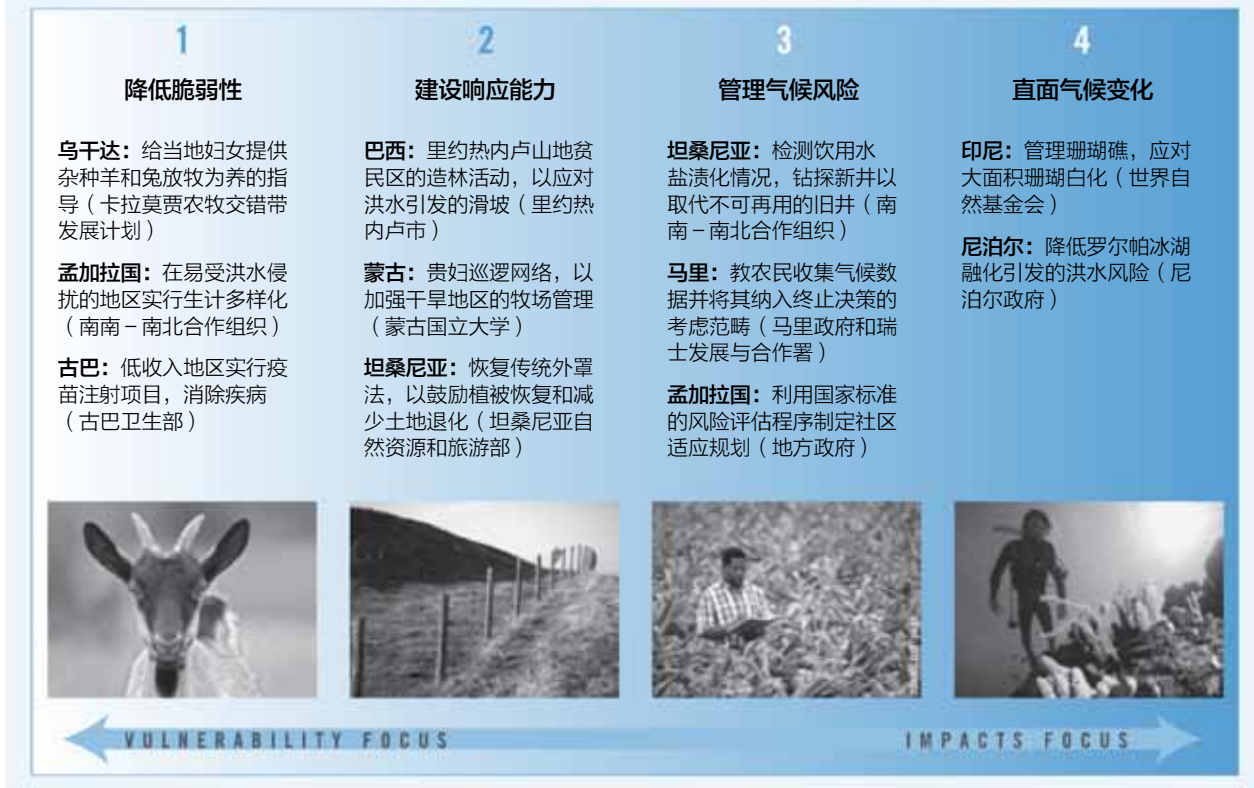 1
降低脆弱性
乌干达：给当地妇女提供
杂种羊和兔放牧为养的指
导（卡拉莫贾农牧交错带
发展计划）
孟加拉国：在易受洪水侵
扰的地区实行生计多样化
（南南－南北合作组织）
古巴：低收入地区实行疫
苗注射项目，消除疾病
（古巴卫生部）
2
建设响应能力
巴西：里约热内卢山地贫
民区的造林活动，以应对
洪水引发的滑坡（里约热
内卢市）
蒙古：贵妇巡逻网络，以
加强干旱地区的牧场管理
（蒙古国立大学）
坦桑尼亚：恢复传统外罩
法，以鼓励植被恢复和减
少土地退化（坦桑尼亚自
然资源和旅游部）
3
管理气候风险
坦桑尼亚：检测饮用水
盐渍化情况，钻探新井以
取代不可再用的旧井（南
南－南北合作组织）
马里：教农民收集气候数
据并将其纳入终止决策的
考虑范畴（马里政府和瑞
士发展与合作署）
孟加拉国：利用国家标准
的风险评估程序制定社区
适应规划（地方政府）
4
直面气候变化
印尼：管理珊瑚礁，应对
大面积珊瑚白化（世界自
然基金会）
尼泊尔：降低罗尔帕冰湖
融化引发的洪水风险（尼
泊尔政府）
VULNERABILITY FOCUS
IMPACTS FOCUS